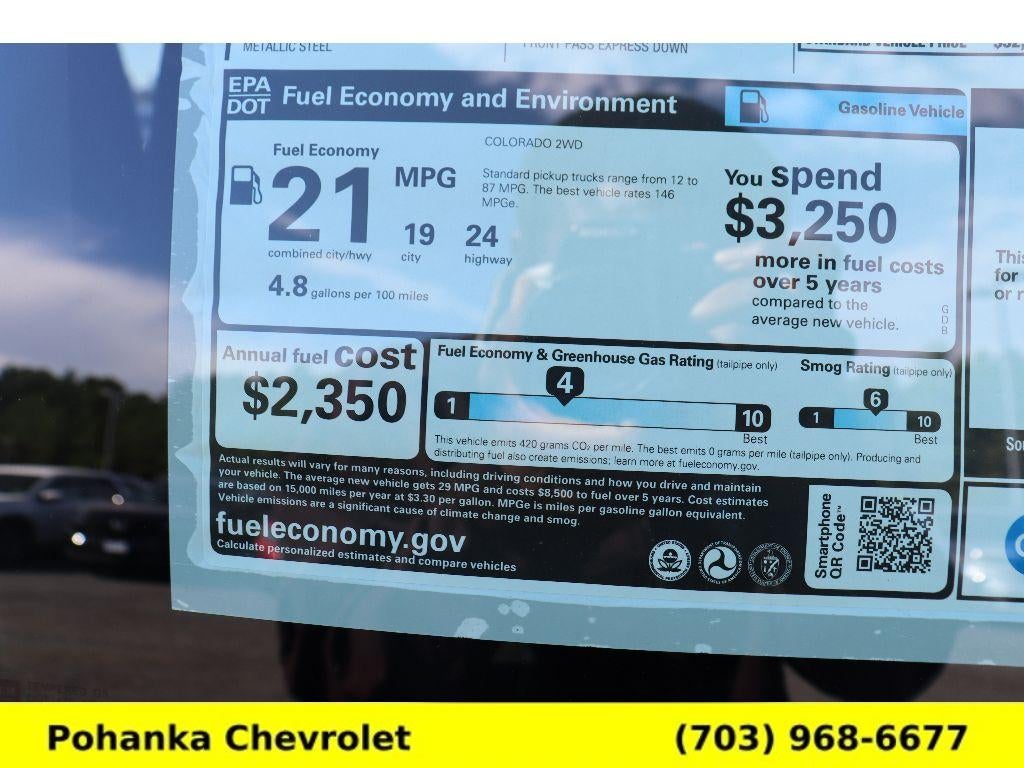 METALLIC STEEL
FRONT PASS EXPRESS DOWN
STANDARD VEHICLE PRICE
EPA
DOT
Fuel Economy and Environment
Gasoline Vehicle
Fuel Economy
21
MPG
combined city/hwy
19
city
24
highway
4.8 gallons per 100 miles
COLORADO 2WD
Standard pickup trucks range from 12 to
87 MPG. The best vehicle rates 146
MPGe.
You spend
$3,250
more in fuel costs
over 5 years
compared to the
average new vehicle.
G
D
B
This
for
or
Annual fuel cost
$2,350
Fuel Economy & Greenhouse Gas Rating (tailpipe only)
4
1
10
Best
Smog Rating (tailpipe only)
6
1
10
Best
This vehicle emits 420 grams CO₂ per mile. The best emits 0 grams per mile (tailpipe only). Producing and
distributing fuel also create emissions; learn more at fueleconomy.gov.
Actual results will vary for many reasons, including driving conditions and how you drive and maintain
your vehicle. The average new vehicle gets 29 MPG and costs $8,500 to fuel over 5 years. Cost estimates
are based on 15,000 miles per year at $3.30 per gallon. MPGe is miles per gasoline gallon equivalent.
Vehicle emissions are a significant cause of climate change and smog.
fueleconomy.gov
Calculate personalized estimates and compare vehicles
Smartphone
QR Code™
Pohanka Chevrolet
(703) 968-6677